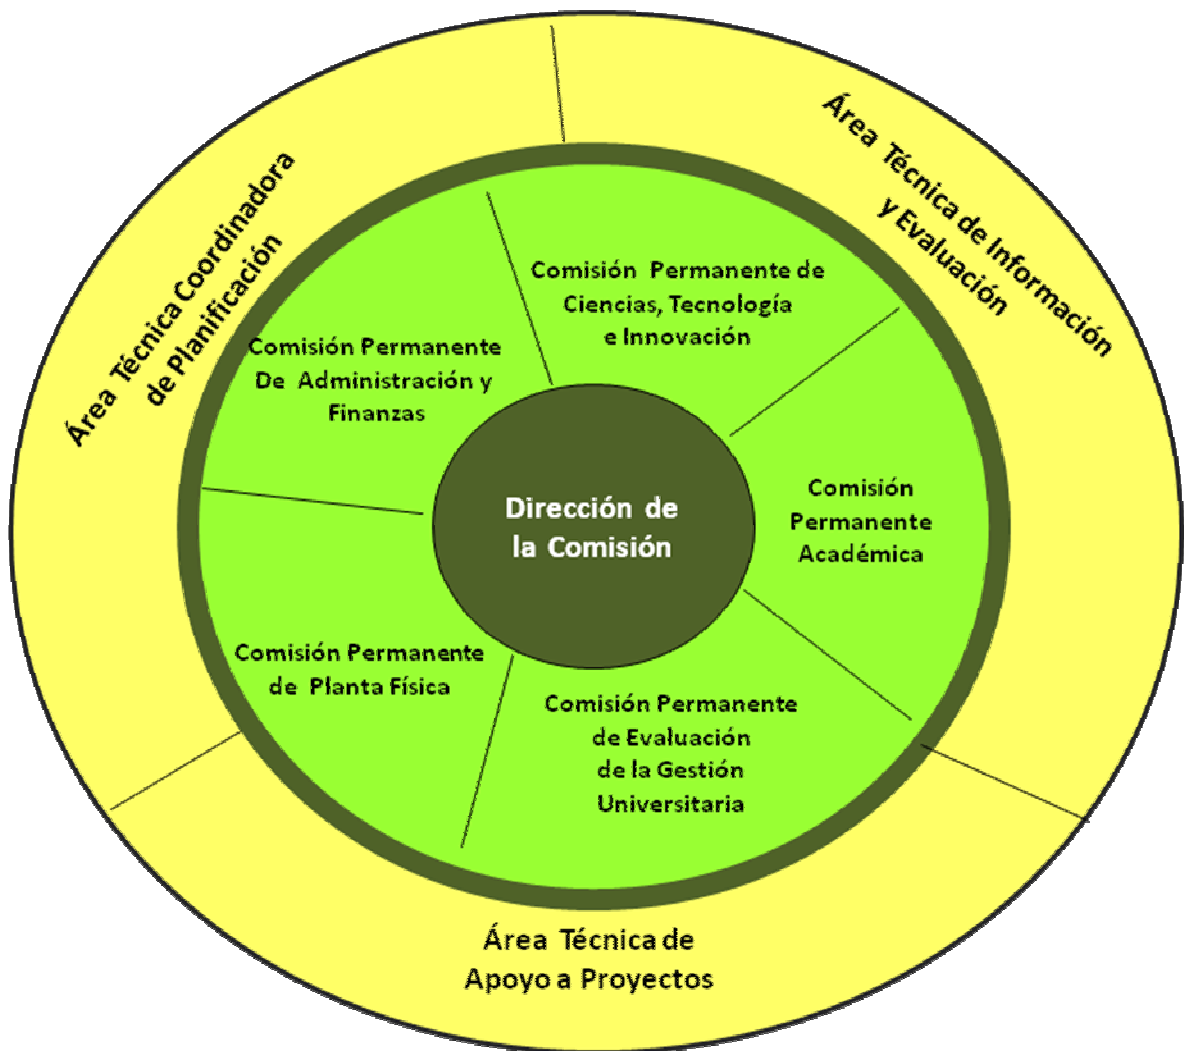 Área Técnica Coordinadora
de Planificación
Área Técnica de Información
y Evaluación
Comisión Permanente de
Ciencias, Tecnología
e Innovación
Comisión Permanente
De Administración y
Finanzas
Dirección de
la Comisión
Comisión
Permanente
Académica
Comisión Permanente
de Planta Física
Comisión Permanente
de Evaluación
de la Gestión
Universitaria
Área Técnica de
Apoyo a Proyectos